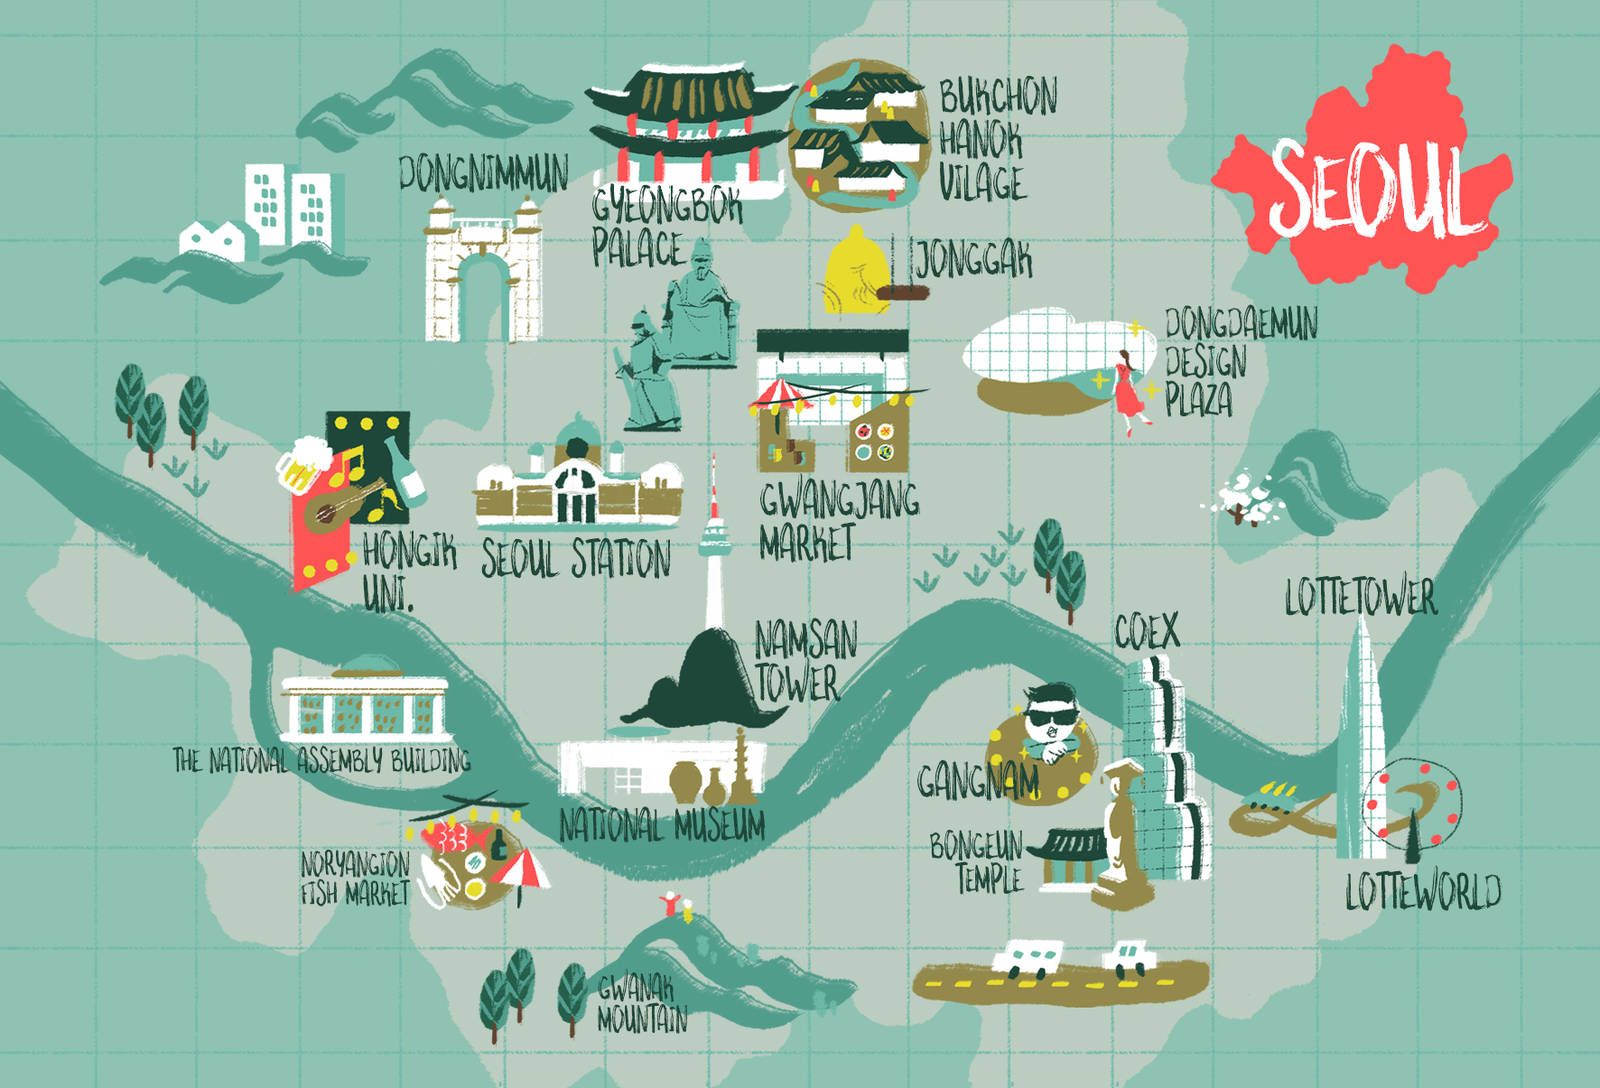 BUKCHON
HANOK
VILAGE
SEOUL
DONGNIMMUN
GYEONGBOK
PALACE
JONGGAK
DONGDAEMUN
DESIGN
PLAZA
GWANGJANG
MARKET
HONGIK
UNI.
SEOUL STATION
NAMSAN
TOWER
LOTTETOWER
COEX
THE NATIONAL ASSEMBLY BUILDING
GANGNAM
NATIONAL MUSEUM
NORYANGION
FISH MARKET
BONGEUN
TEMPLE
LOTTEWORLD
GWANAK
MOUNTAIN